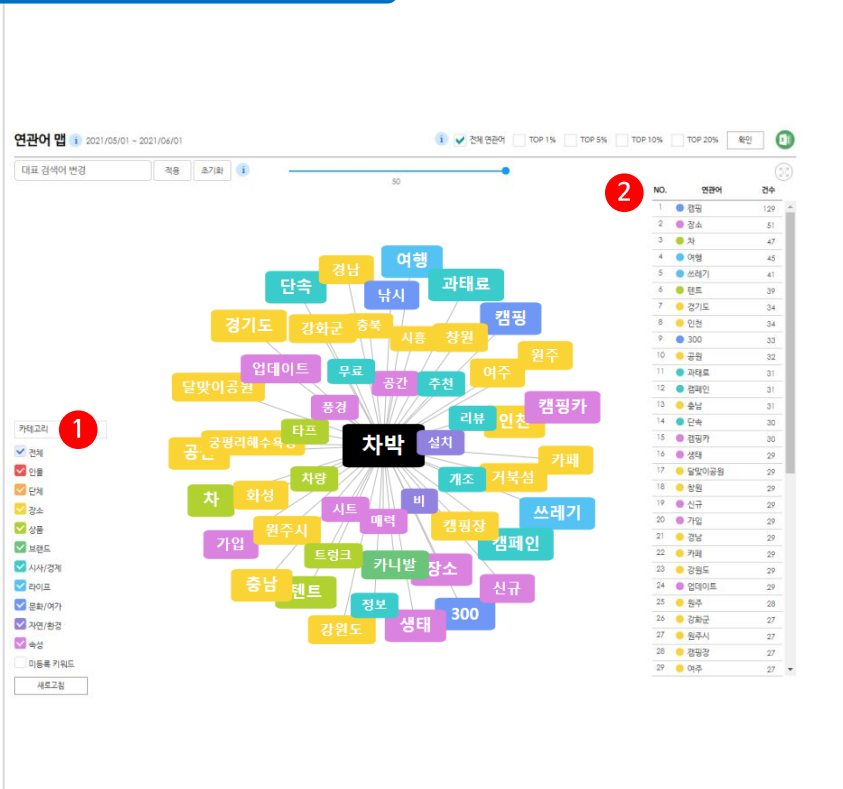 연관어 맵 i 2021/05/01 ~ 2021/06/01
i 전체 연관어 TOP 1% TOP 5% TOP 10% TOP 20% 확인
대표 검색어 변경 적용 초기화 i
50
2
NO. 연관어 건수
1 캠핑 129
2 장소 51
3 차 47
4 여행 45
5 쓰레기 41
6 텐트 39
7 경기도 34
8 인천 34
9 300 33
10 공원 32
11 과태료 31
12 캠페인 31
13 충남 31
14 단속 30
15 캠핑카 30
16 생태 29
17 달맞이공원 29
18 창원 29
19 신규 29
20 가입 29
21 경남 29
22 카페 29
23 강원도 29
24 업데이트 29
25 원주 28
26 강화군 27
27 원주시 27
28 캠핑장 27
29 여주 27
여행
경남
단속
낚시
과태료
경기도
강화군
충북
시흥
창원
캠핑
원주
업데이트
무료
공간
추천
여주
달맞이공원
풍경
리뷰
인천
캠핑카
타프
차박
설치
카페
차량
개조
거북섬
차
화성
시트
매력
비
캠핑장
쓰레기
가입
원주시
트렁크
카니발
장소
캠페인
충남
텐트
정보
신규
강원도
생태
300
카테고리 1
전체
인물
단체
장소
상품
브랜드
시사/경제
라이프
문화/여가
자연/환경
속성
미등록 키워드
새로고침